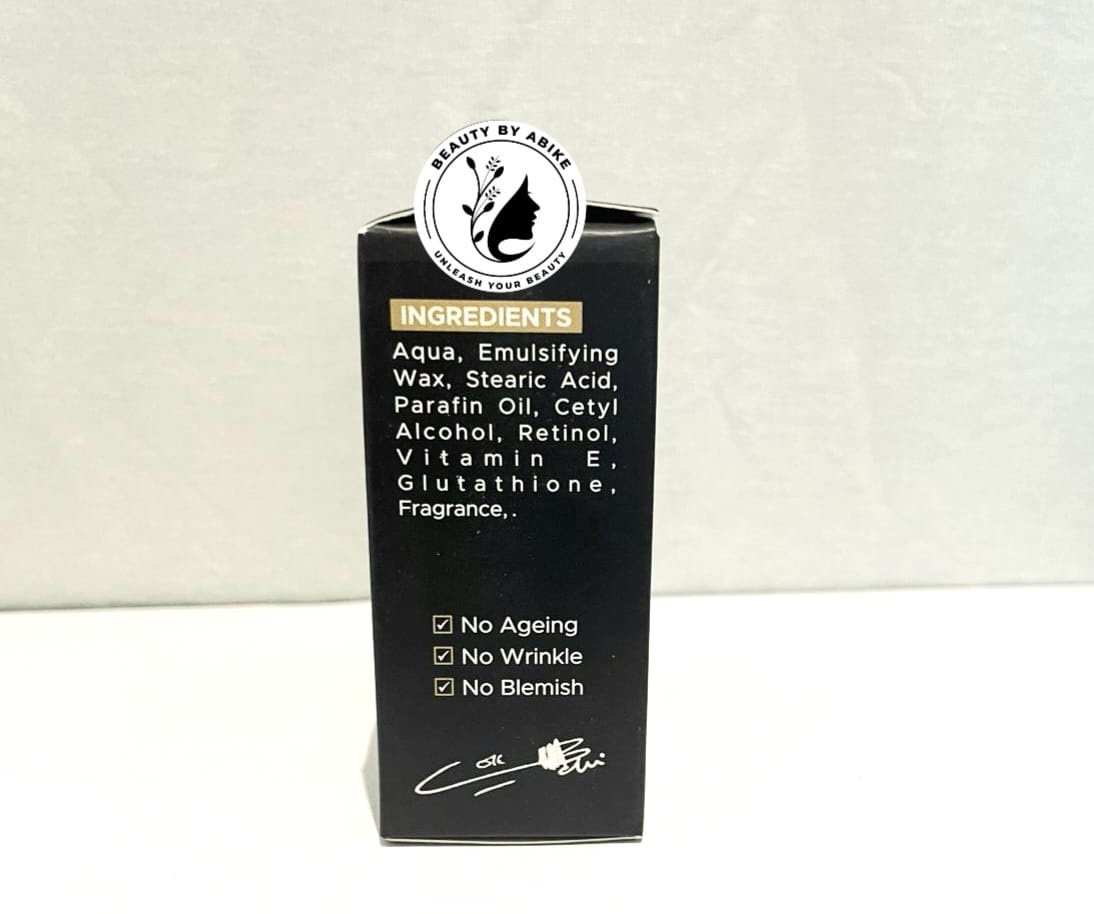 BEAUTY BY ABIKE
UNLEASH YOUR BEAUTY
INGREDIENTS
Aqua, Emulsifying
Wax, Stearic Acid,
Parafin Oil, Cetyl
Alcohol, Retinol,
Vitamin E,
Glutathione,
Fragrance,.
No Ageing
No Wrinkle
No Blemish